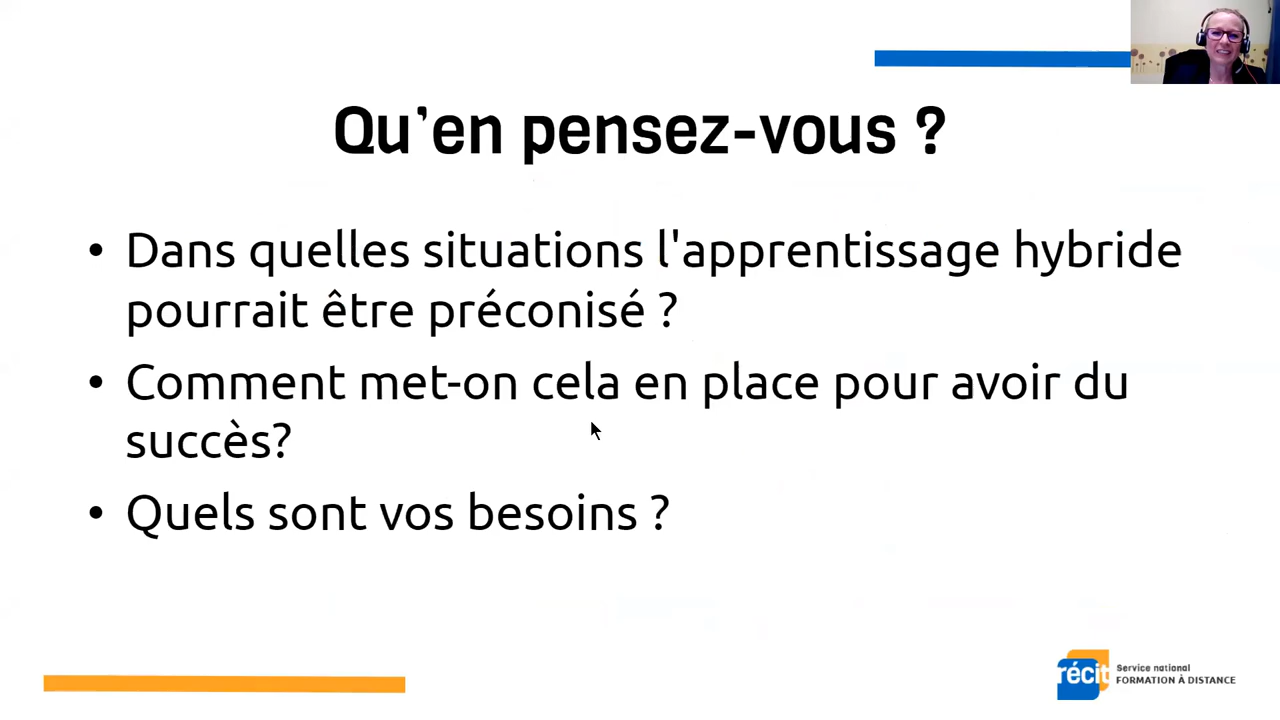 Qu'en pensez-vous ?
• Dans quelles situations l'apprentissage hybride
pourrait être préconisé ?
• Comment met-on cela en place pour avoir du
succès?
• Quels sont vos besoins ?
récit
Service national
FORMATION À DISTANCE